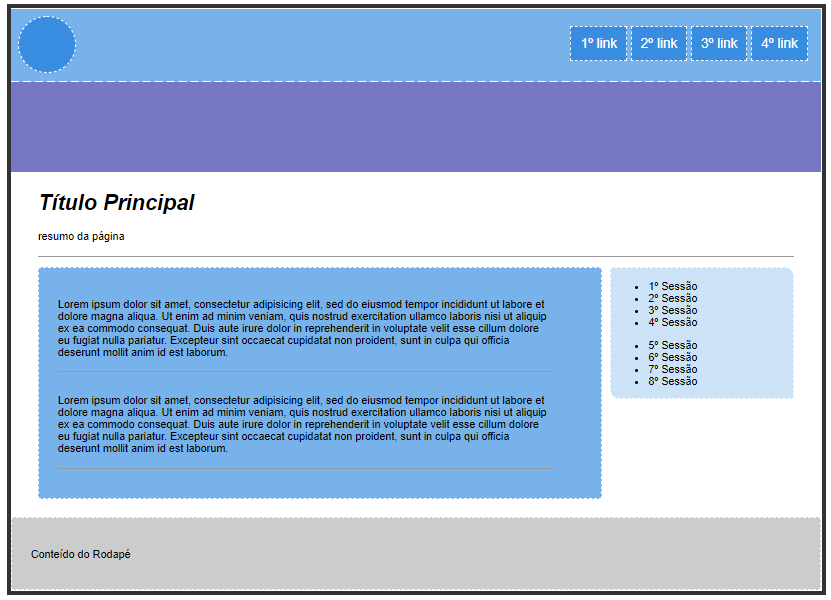 1º link 2º link 3º link 4º link
Título Principal
resumo da página
Lorem ipsum dolor sit amet, consectetur adipisicing elit, sed do eiusmod tempor incididunt ut labore et
dolore magna aliqua. Ut enim ad minim veniam, quis nostrud exercitation ullamco laboris nisi ut aliquip
ex ea commodo consequat. Duis aute irure dolor in reprehenderit in voluptate velit esse cillum dolore
eu fugiat nulla pariatur. Excepteur sint occaecat cupidatat non proident, sunt in culpa qui officia
deserunt mollit anim id est laborum.
Lorem ipsum dolor sit amet, consectetur adipisicing elit, sed do eiusmod tempor incididunt ut labore et
dolore magna aliqua. Ut enim ad minim veniam, quis nostrud exercitation ullamco laboris nisi ut aliquip
ex ea commodo consequat. Duis aute irure dolor in reprehenderit in voluptate velit esse cillum dolore
eu fugiat nulla pariatur. Excepteur sint occaecat cupidatat non proident, sunt in culpa qui officia
deserunt mollit anim id est laborum.
1º Sessão
2º Sessão
3º Sessão
4º Sessão
5º Sessão
6º Sessão
7º Sessão
8º Sessão
Conteído do Rodapé